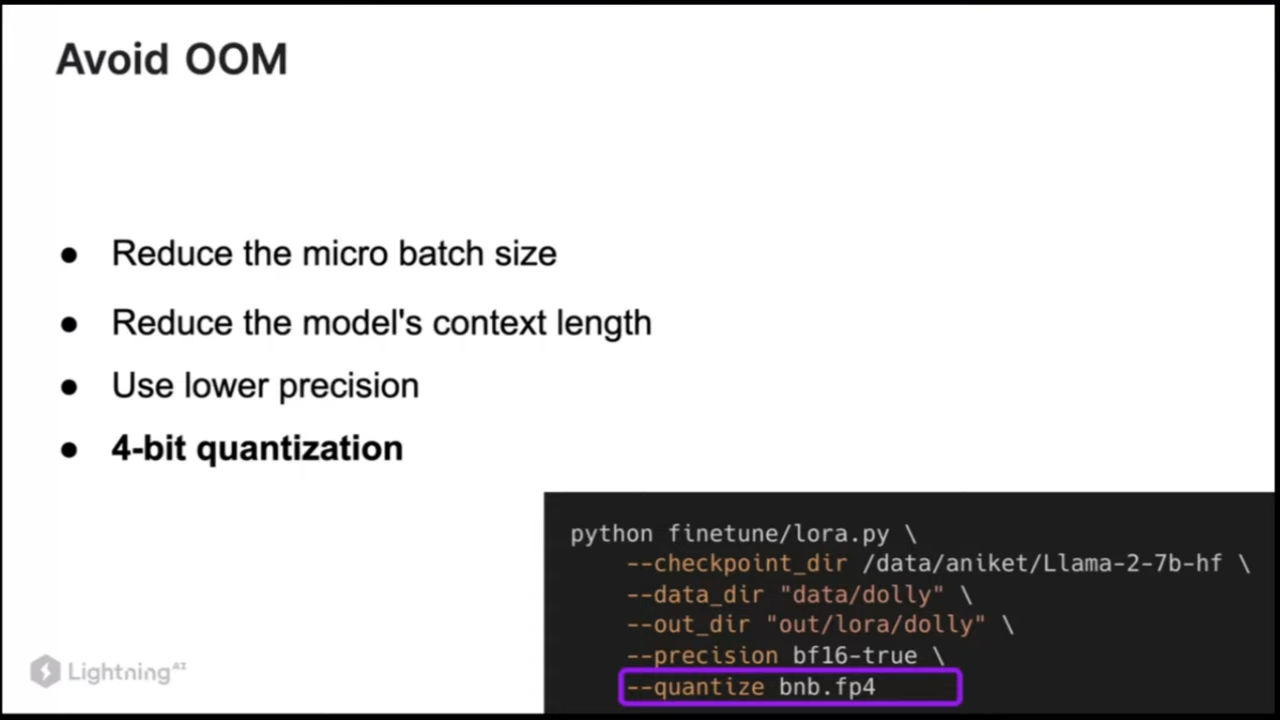 Avoid OOM
● Reduce the micro batch size
● Reduce the model's context length
● Use lower precision
● 4-bit quantization
python finetune/lora.py \
--checkpoint_dir /data/aniket/Llama-2-7b-hf \
--data_dir "data/dolly" \
--out_dir "out/lora/dolly" \
--precision bf16-true \
--quantize bnb.fp4
Lightning AI